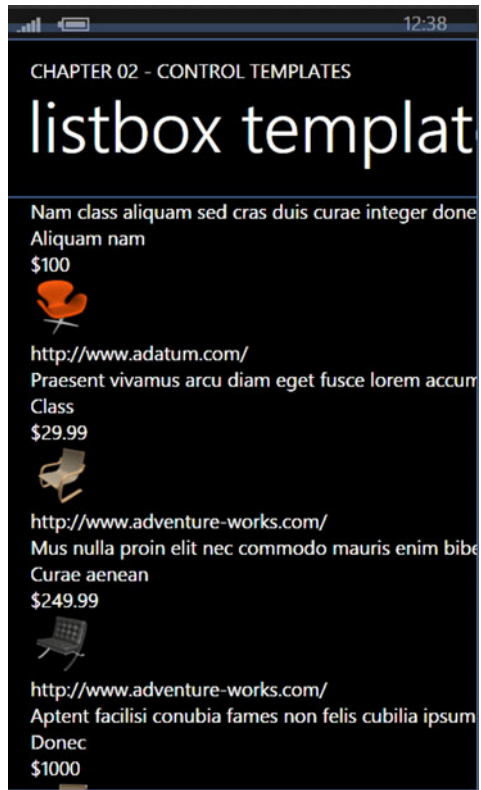 12:38
CHAPTER 02 - CONTROL TEMPLATES
listbox templat
Nam class aliquam sed cras duis curae integer done
Aliquam nam
$100
http://www.adatum.com/
Praesent vivamus arcu diam eget fusce lorem accum
Class
$29.99
http://www.adventure-works.com/
Mus nulla proin elit nec commodo mauris enim bibe
Curae aenean
$249.99
http://www.adventure-works.com/
Aptent facilisi conubia fames non felis cubilia ipsum
Donec
$1000